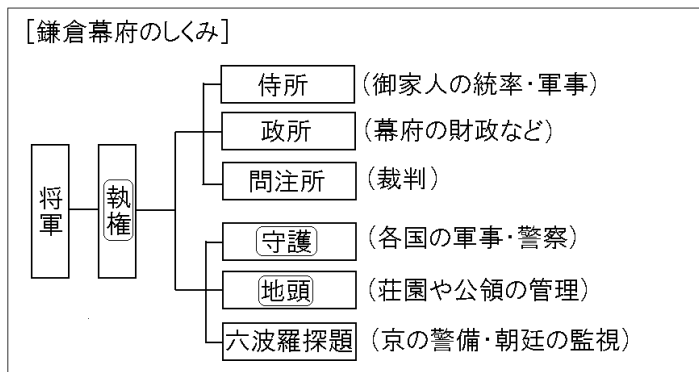 [鎌倉幕府のしくみ]
将軍
執権
侍所 (御家人の統率・軍事)
政所 (幕府の財政など)
問注所 (裁判)
守護 (各国の軍事・警察)
地頭 (荘園や公領の管理)
六波羅探題 (京の警備・朝廷の監視)